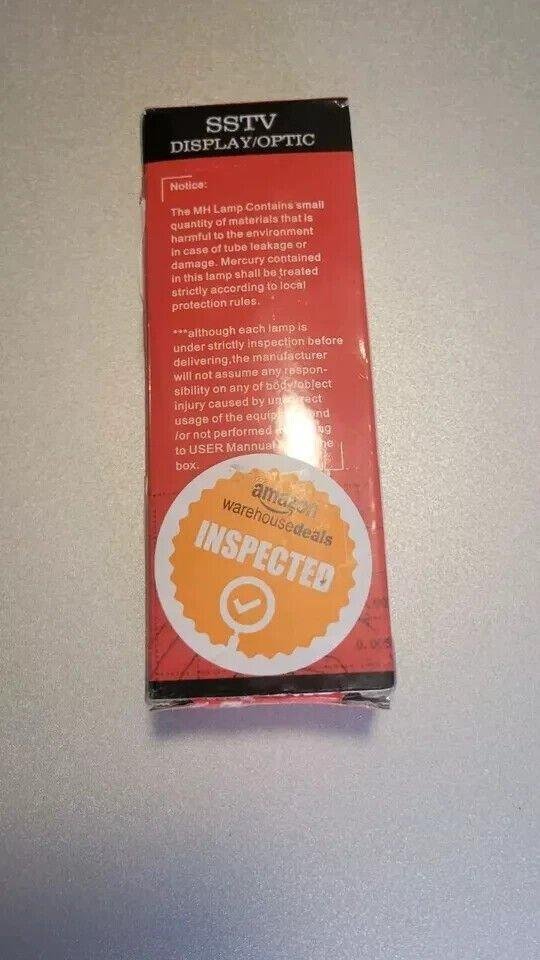 SSTV
DISPLAY/OPTIC
Notice:
The MH Lamp Contains small
quantity of materials that is
harmful to the environment
in case of tube leakage or
damage. Mercury contained
in this lamp shall be treated
strictly according to local
protection rules.
***although each lamp is
under strictly inspection before
delivering,the manufacturer
will not assume any respon-
sibility on any of body/object
injury caused by
usage of the
/or not performed
to USER Mannual
box.
amazon
warehousedeals
INSPECTED